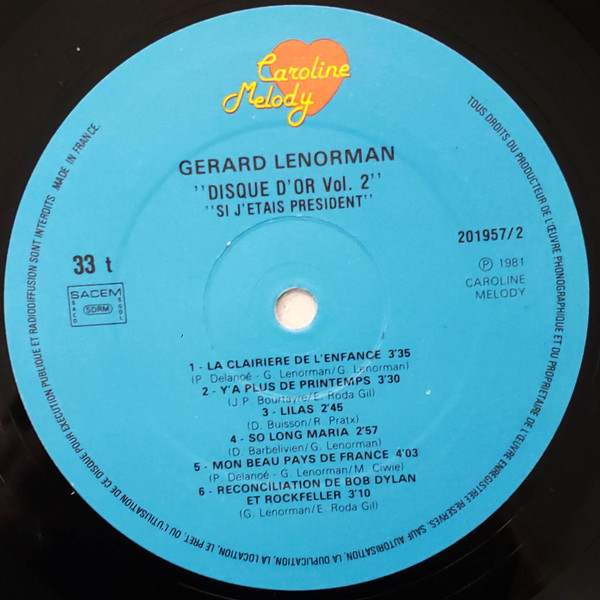 Caroline
Melody
GERARD LENORMAN
"DISQUE D'OR Vol. 2"
"SI J'ETAIS PRESIDENT"
33 t
201957/2
℗ 1981
CAROLINE
MELODY
SACEM
SACD
SDRM
SGDL
1 - LA CLAIRIERE DE L'ENFANCE 3'35
(P. Delanoé - G. Lenorman/G. Lenorman)
2 - Y'A PLUS DE PRINTEMPS 3'30
(J.P. Bourtayre/E. Roda Gil)
3 - LILAS 2'45
(D. Buisson/R. Pratx)
4 - SO LONG MARIA 2'57
(D. Barbelivien/G. Lenorman)
5 - MON BEAU PAYS DE FRANCE 4'03
(P. Delanoé - G. Lenorman/M. Ciwie)
6 - RECONCILIATION DE BOB DYLAN
ET ROCKFELLER 3'10
(G. Lenorman/E. Roda Gil)
TOUS DROITS DU PRODUCTEUR DE L'ŒUVRE PHONOGRAPHIQUE ET DU PROPRIETAIRE DE L'ŒUVRE ENREGISTREE RESERVES. SAUF AUTORISATION, LA DUPLICATION, LA LOCATION, LE PRET, OU L'UTILISATION DE CE DISQUE POUR EXECUTION PUBLIQUE ET RADIODIFFUSION SONT INTERDITS. MADE IN FRANCE.